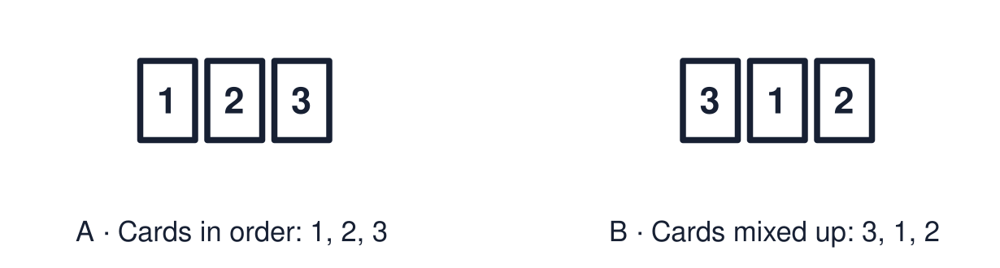 1 2 3
3 1 2
A · Cards in order: 1, 2, 3
B · Cards mixed up: 3, 1, 2